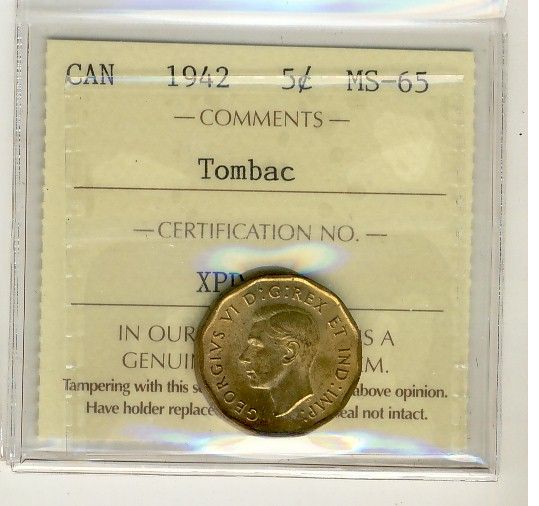 CAN 1942 5¢ MS-65
— COMMENTS —
Tombac
— CERTIFICATION NO. —
IN OUR A
GENUI M.
Tampering with this above opinion.
Have holder replace seal not intact.
GEORGIVS VI D:G:REX ET IND:IMP: